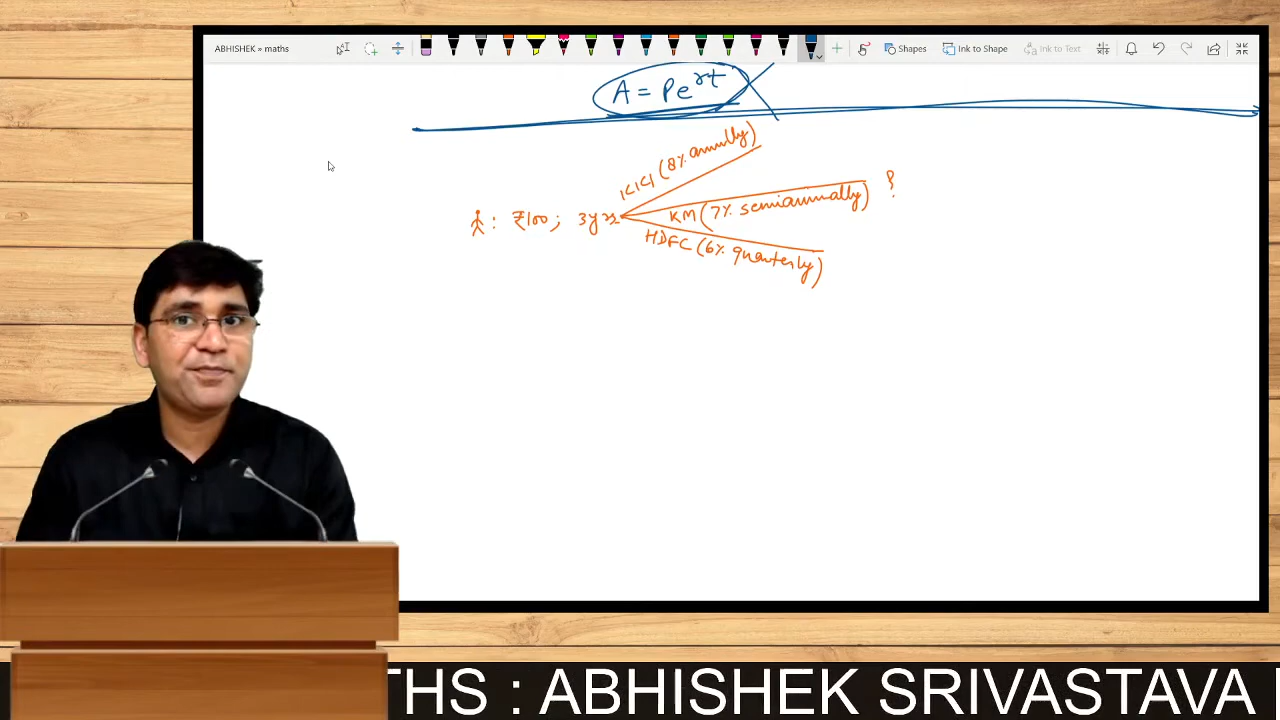 ABHISHEK » maths
Shapes
Ink to Shape
Ink to Text
A = Pe^rt
ICICI (8% annully)
: ₹100; 3yrs
KM (7% semiannually) ?
HDFC (6% quarterly)
THS : ABHISHEK SRIVASTAVA